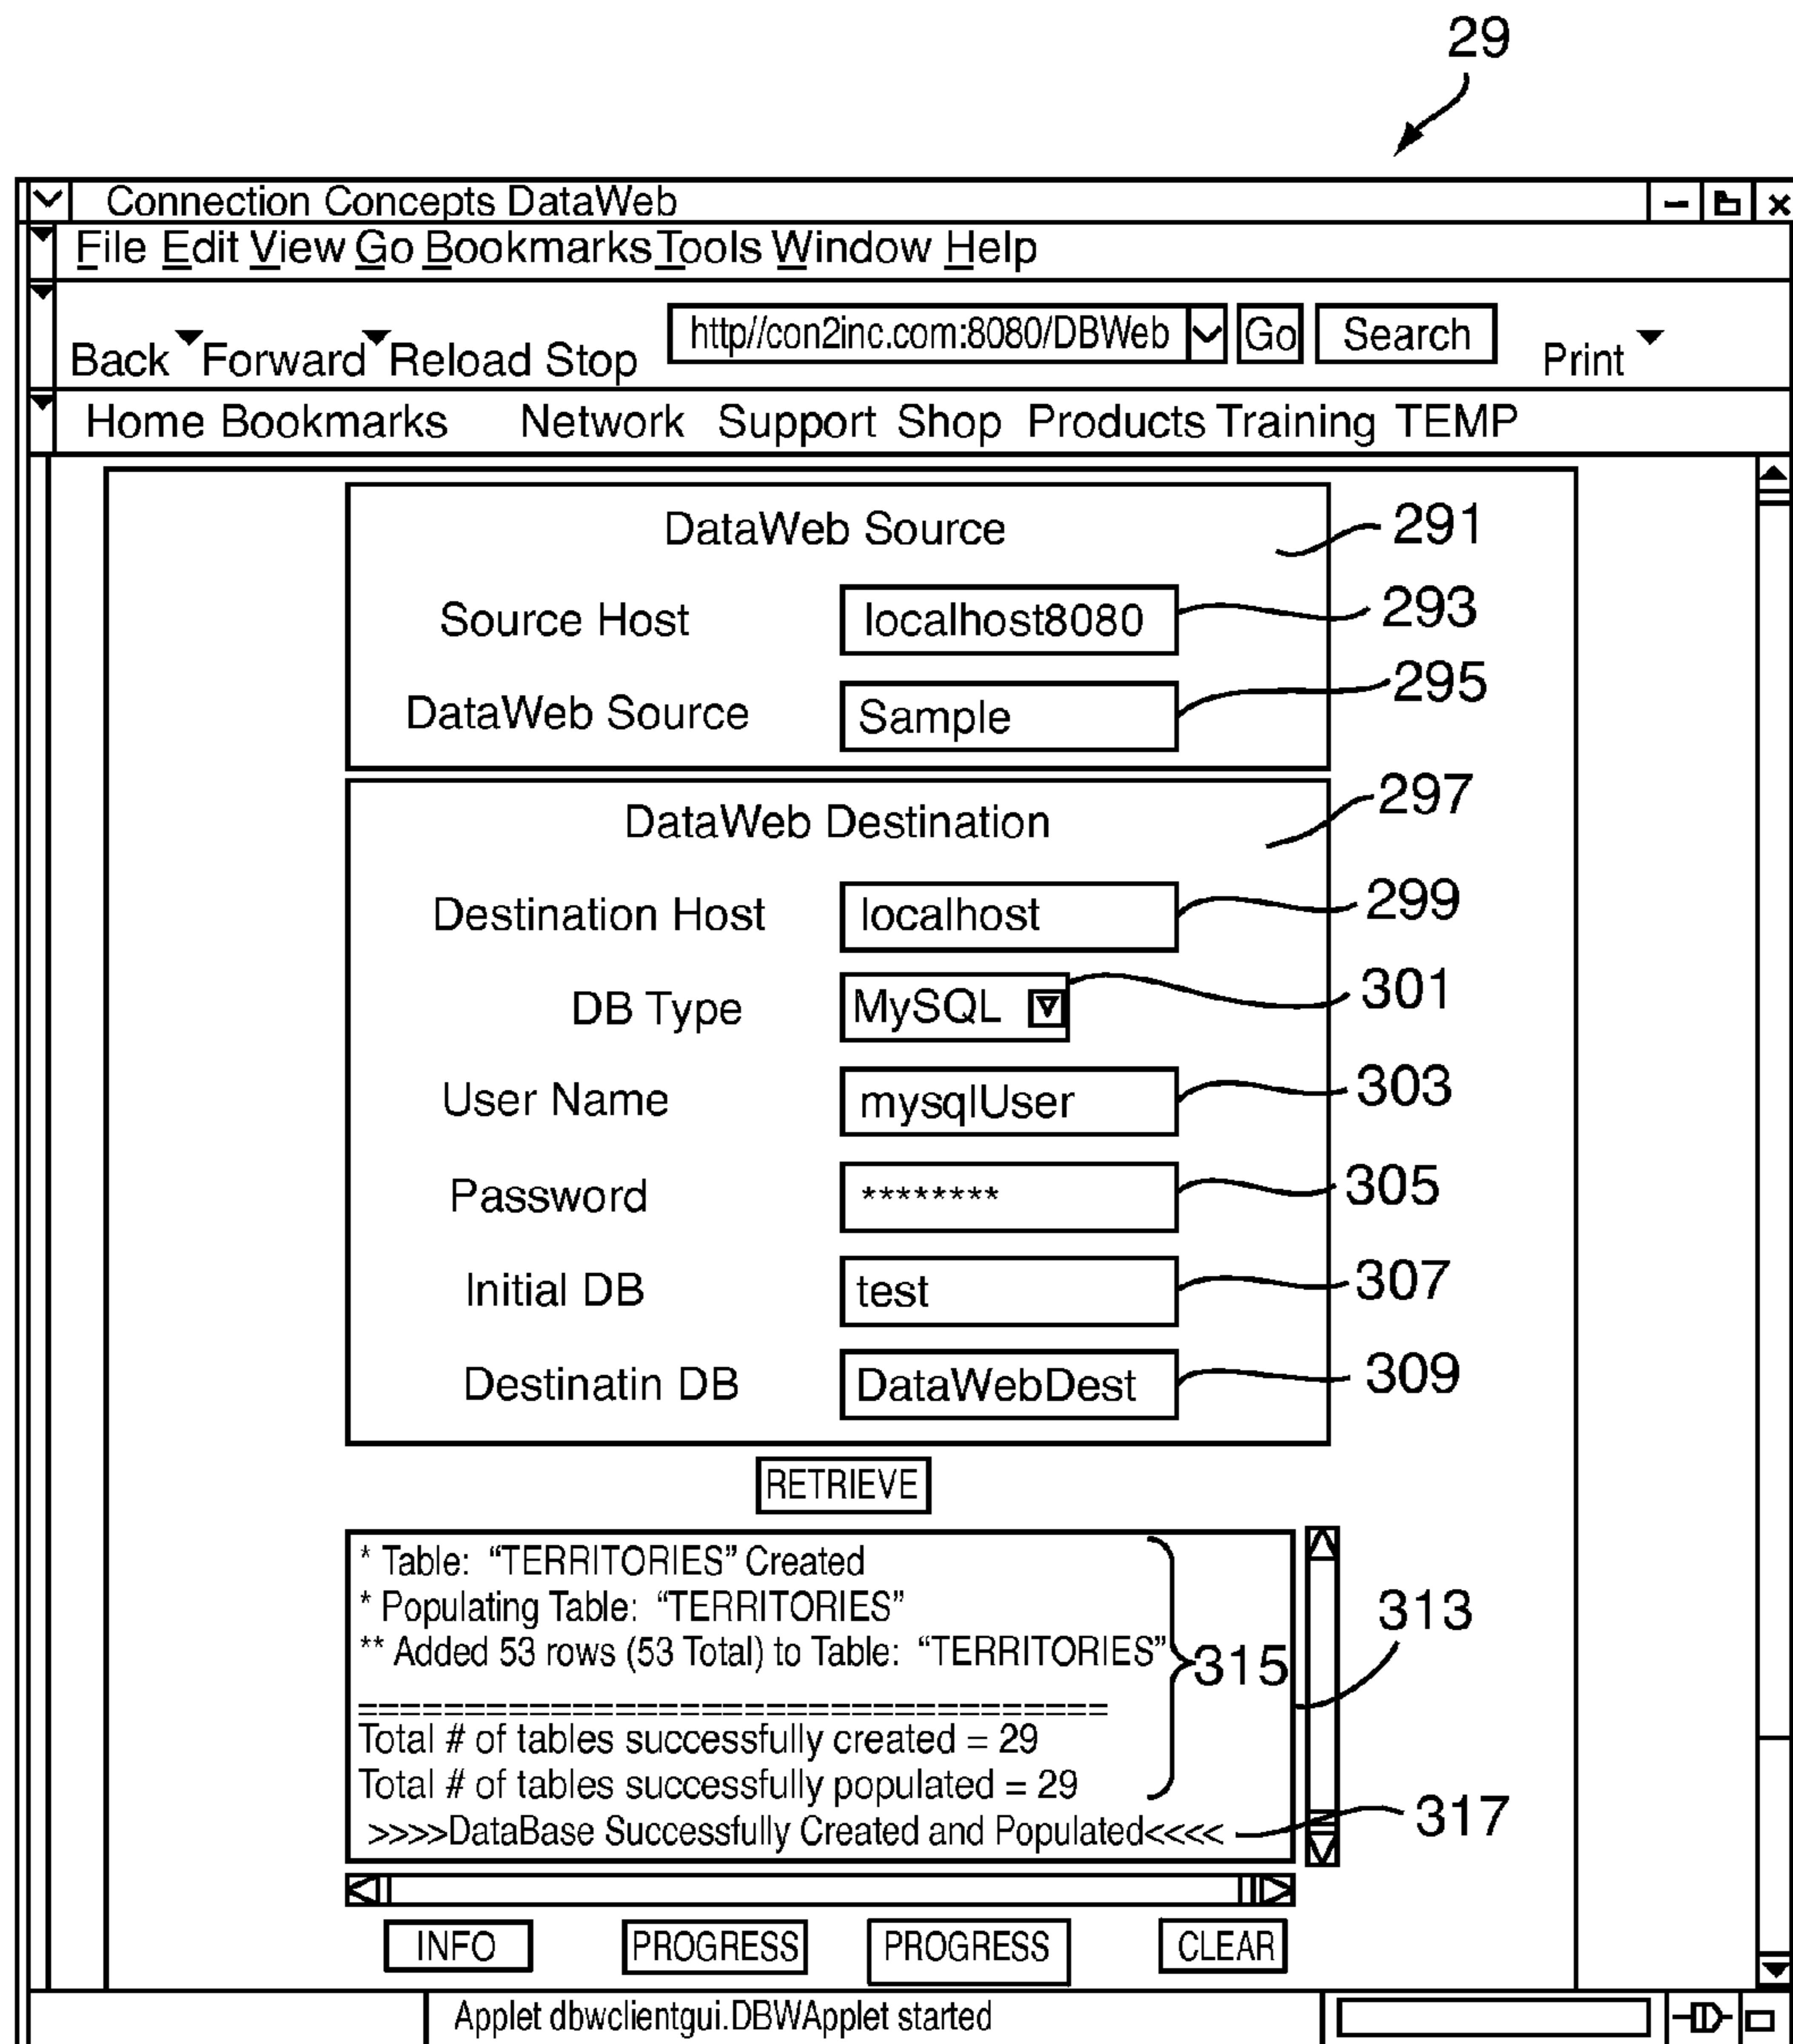 29
Connection Concepts DataWeb
File Edit View Go Bookmarks Tools Window Help
Back Forward Reload Stop http//con2inc.com:8080/DBWeb Go Search Print
Home Bookmarks Network Support Shop Products Training TEMP
DataWeb Source 291
Source Host localhost8080 293
DataWeb Source Sample 295
DataWeb Destination 297
Destination Host localhost 299
DB Type MySQL 301
User Name mysqlUser 303
Password ******** 305
Initial DB test 307
Destinatin DB DataWebDest 309
RETRIEVE
* Table: “TERRITORIES” Created
* Populating Table: “TERRITORIES” 313
** Added 53 rows (53 Total) to Table: “TERRITORIES” 315
===================================
Total # of tables successfully created = 29
Total # of tables successfully populated = 29
>>>>DataBase Successfully Created and Populated<<<< 317
INFO PROGRESS PROGRESS CLEAR
Applet dbwclientgui.DBWApplet started